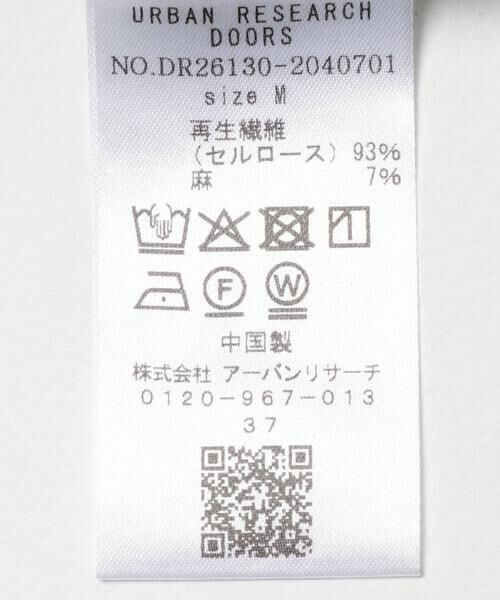 URBAN RESEARCH
DOORS
NO.DR26130-2040701
size M
再生繊維
(セルロース) 93%
麻 7%
F W
中国製
株式会社 アーバンリサーチ
0120-967-013
37